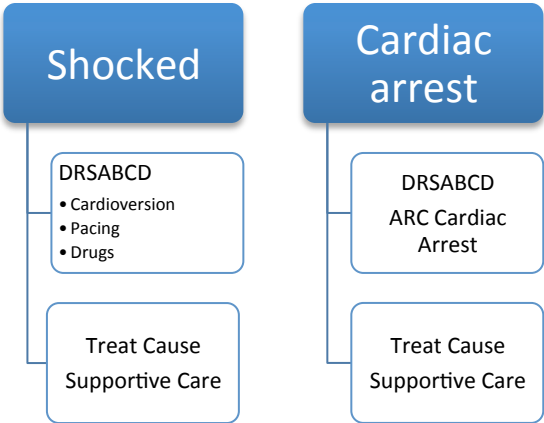 Shocked
DRSABCD
• Cardioversion
• Pacing
• Drugs
Treat Cause
Supportive Care
Cardiac
arrest
DRSABCD
ARC Cardiac
Arrest
Treat Cause
Supportive Care